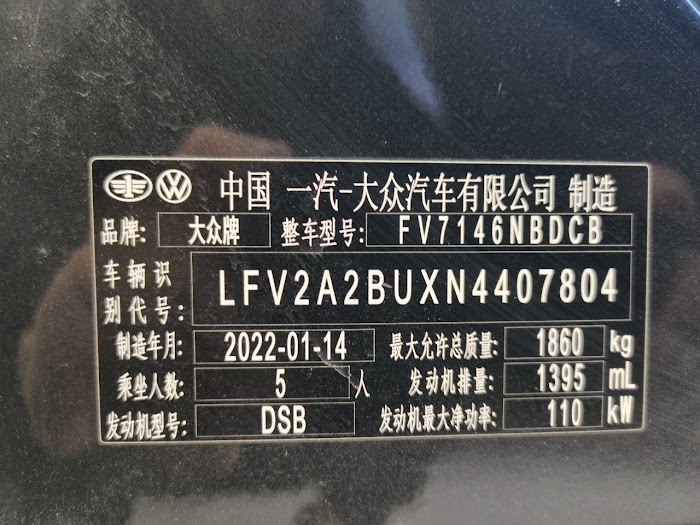 中国 一汽-大众汽车有限公司 制造
品牌: 大众牌 整车型号: FV7146NBDCB
车辆识别代号: LFV2A2BUXN4407804
制造年月: 2022-01-14 最大允许总质量: 1860 kg
乘坐人数: 5 人 发动机排量: 1395 mL
发动机型号: DSB 发动机最大净功率: 110 kW